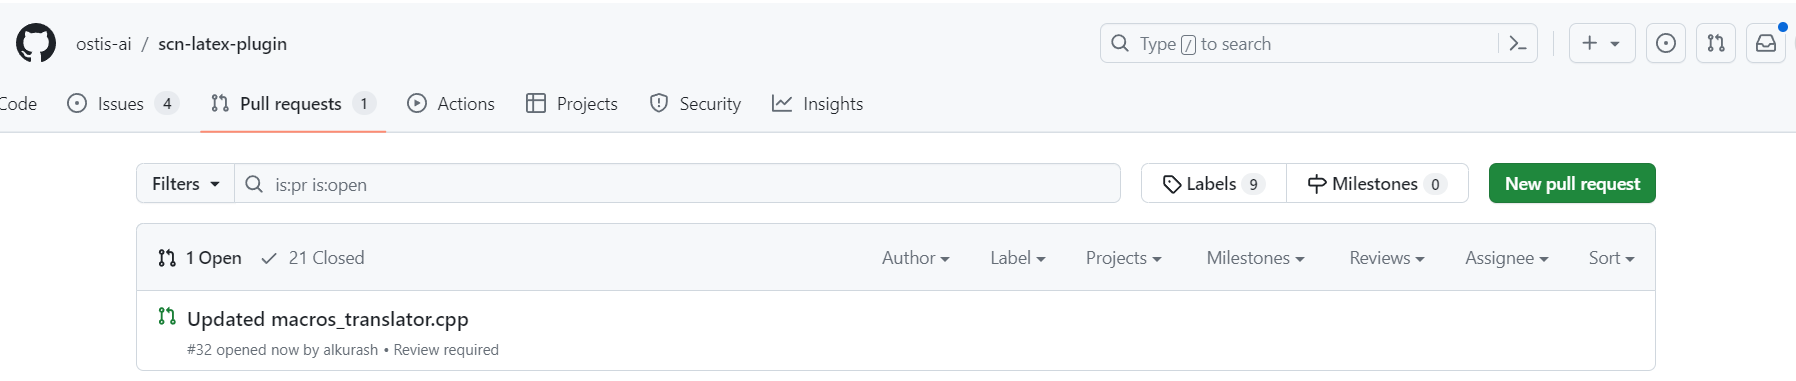 ostis-ai / scn-latex-plugin
Type / to search
Code Issues 4 Pull requests 1 Actions Projects Security Insights
Filters is:pr is:open Labels 9 Milestones 0 New pull request
1 Open 21 Closed Author Label Projects Milestones Reviews Assignee Sort
Updated macros_translator.cpp
#32 opened now by alkurash • Review required